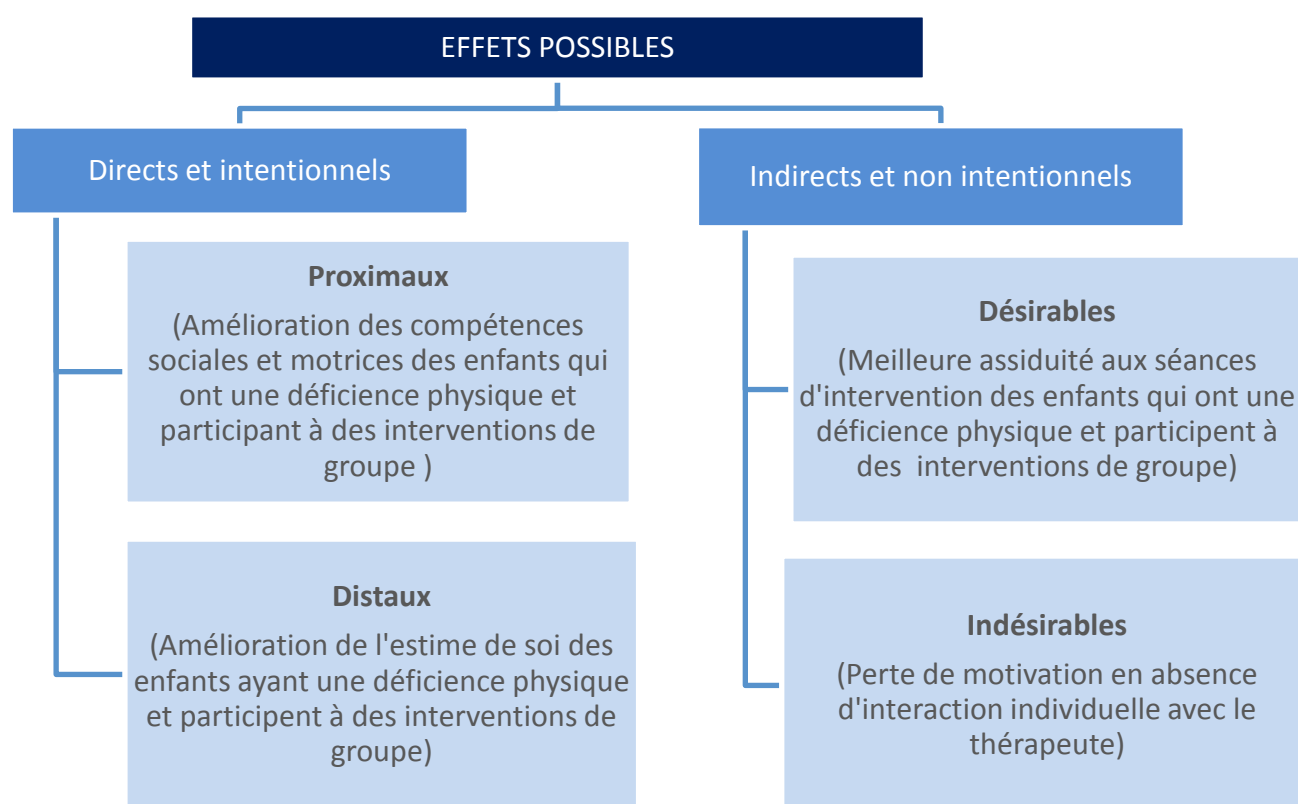 EFFETS POSSIBLES
Directs et intentionnels
Proximaux
(Amélioration des compétences
sociales et motrices des enfants qui
ont une déficience physique et
participant à des interventions de
groupe )
Distaux
(Amélioration de l'estime de soi des
enfants ayant une déficience physique
et participent à des interventions de
groupe)
Indirects et non intentionnels
Désirables
(Meilleure assiduité aux séances
d'intervention des enfants qui ont une
déficience physique et participent à
des  interventions de groupe)
Indésirables
(Perte de motivation en absence
d'interaction individuelle avec le
thérapeute)